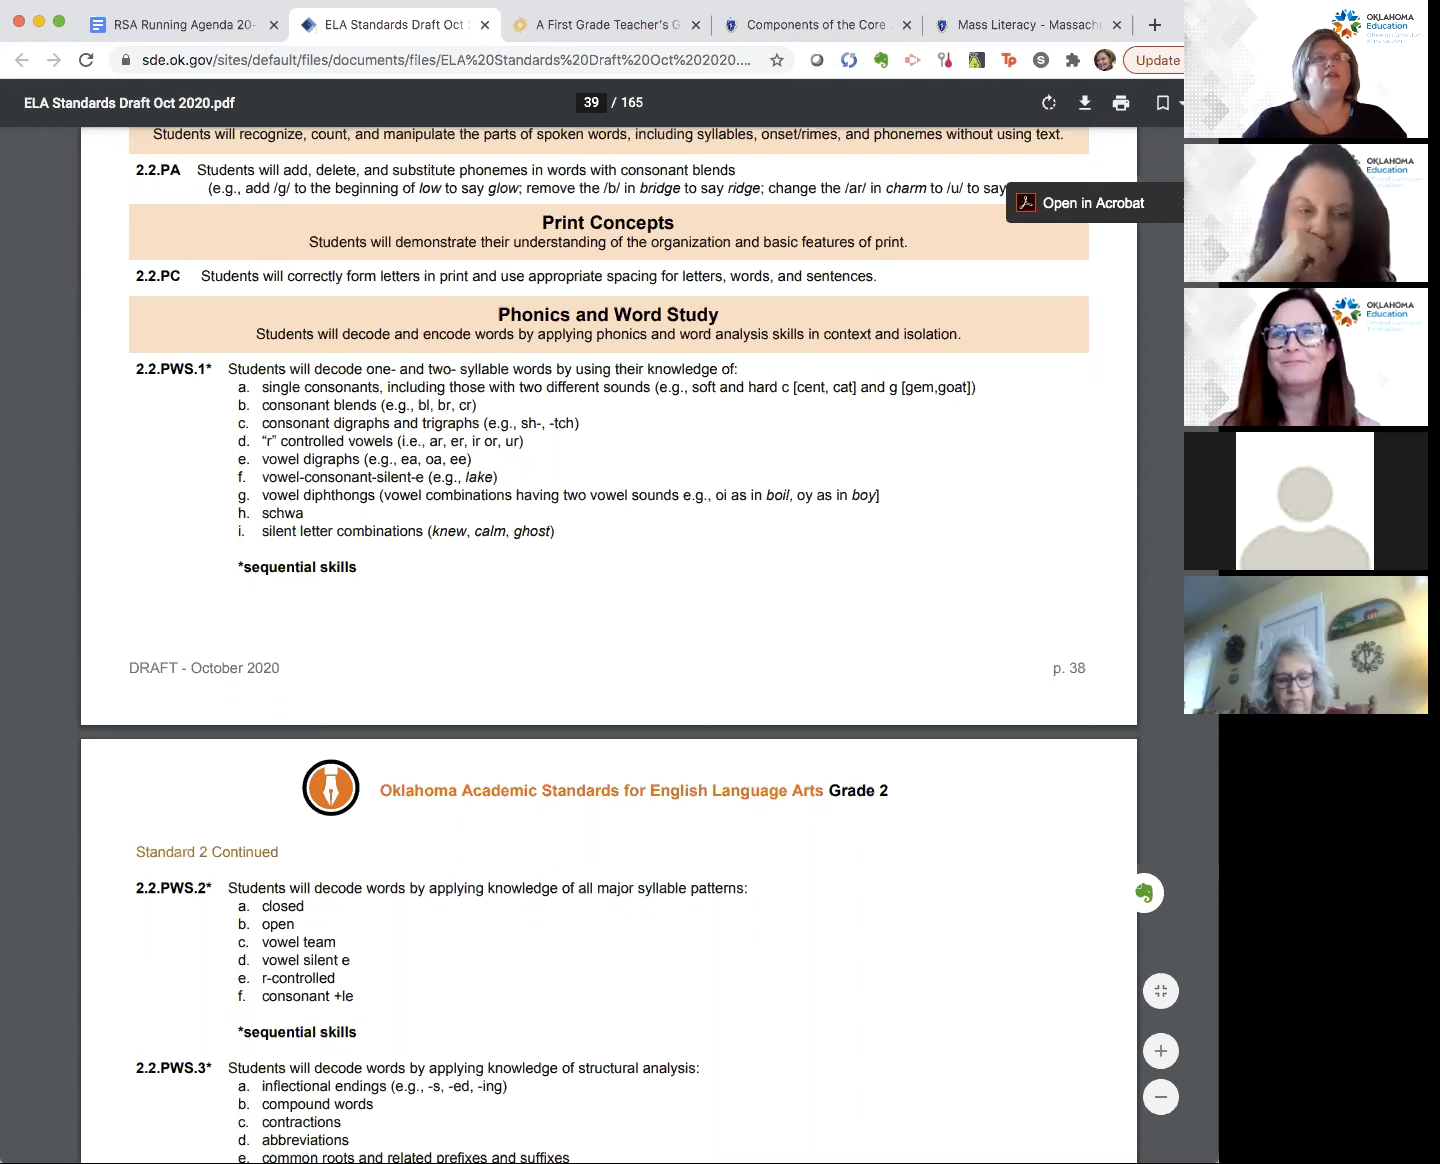 RSA Running Agenda 20-
ELA Standards Draft Oct
A First Grade Teacher's G
Components of the Core
Mass Literacy - Massach
sde.ok.gov/sites/default/files/documents/files/ELA%20Standards%20Draft%20Oct%202020....
Tp
S
Update
ELA Standards Draft Oct 2020.pdf
39 / 165
Students will recognize, count, and manipulate the parts of spoken words, including syllables, onset/rimes, and phonemes without using text.
2.2.PA Students will add, delete, and substitute phonemes in words with consonant blends
(e.g., add /g/ to the beginning of low to say glow; remove the /b/ in bridge to say ridge; change the /ar/ in charm to /u/ to say
Open in Acrobat
Print Concepts
Students will demonstrate their understanding of the organization and basic features of print.
2.2.PC Students will correctly form letters in print and use appropriate spacing for letters, words, and sentences.
Phonics and Word Study
Students will decode and encode words by applying phonics and word analysis skills in context and isolation.
2.2.PWS.1* Students will decode one- and two- syllable words by using their knowledge of:
a. single consonants, including those with two different sounds (e.g., soft and hard c [cent, cat] and g [gem,goat])
b. consonant blends (e.g., bl, br, cr)
c. consonant digraphs and trigraphs (e.g., sh-, -tch)
d. “r” controlled vowels (i.e., ar, er, ir or, ur)
e. vowel digraphs (e.g., ea, oa, ee)
f. vowel-consonant-silent-e (e.g., lake)
g. vowel diphthongs (vowel combinations having two vowel sounds e.g., oi as in boil, oy as in boy]
h. schwa
i. silent letter combinations (knew, calm, ghost)
*sequential skills
DRAFT - October 2020
p. 38
Oklahoma Academic Standards for English Language Arts Grade 2
Standard 2 Continued
2.2.PWS.2* Students will decode words by applying knowledge of all major syllable patterns:
a. closed
b. open
c. vowel team
d. vowel silent e
e. r-controlled
f. consonant +le
*sequential skills
2.2.PWS.3* Students will decode words by applying knowledge of structural analysis:
a. inflectional endings (e.g., -s, -ed, -ing)
b. compound words
c. contractions
d. abbreviations
e. common roots and related prefixes and suffixes
OKLAHOMA
Education
OKLAHOMA
Education
OKLAHOMA
Education